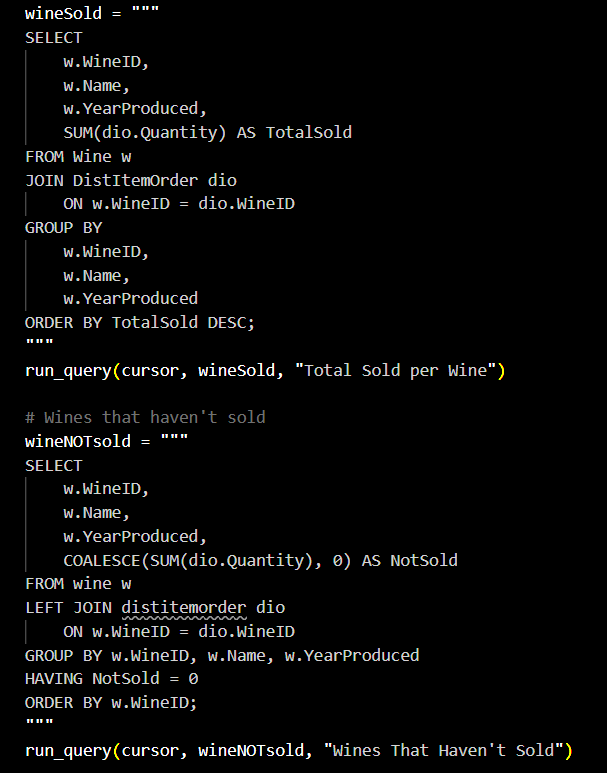 wineSold = """
SELECT
    w.WineID,
    w.Name,
    w.YearProduced,
    SUM(dio.Quantity) AS TotalSold
FROM Wine w
JOIN DistItemOrder dio
    ON w.WineID = dio.WineID
GROUP BY
    w.WineID,
    w.Name,
    w.YearProduced
ORDER BY TotalSold DESC;
"""
run_query(cursor, wineSold, "Total Sold per Wine")

# Wines that haven't sold
wineNOTsold = """
SELECT
    w.WineID,
    w.Name,
    w.YearProduced,
    COALESCE(SUM(dio.Quantity), 0) AS NotSold
FROM wine w
LEFT JOIN distitemorder dio
    ON w.WineID = dio.WineID
GROUP BY w.WineID, w.Name, w.YearProduced
HAVING NotSold = 0
ORDER BY w.WineID;
"""
run_query(cursor, wineNOTsold, "Wines That Haven't Sold")